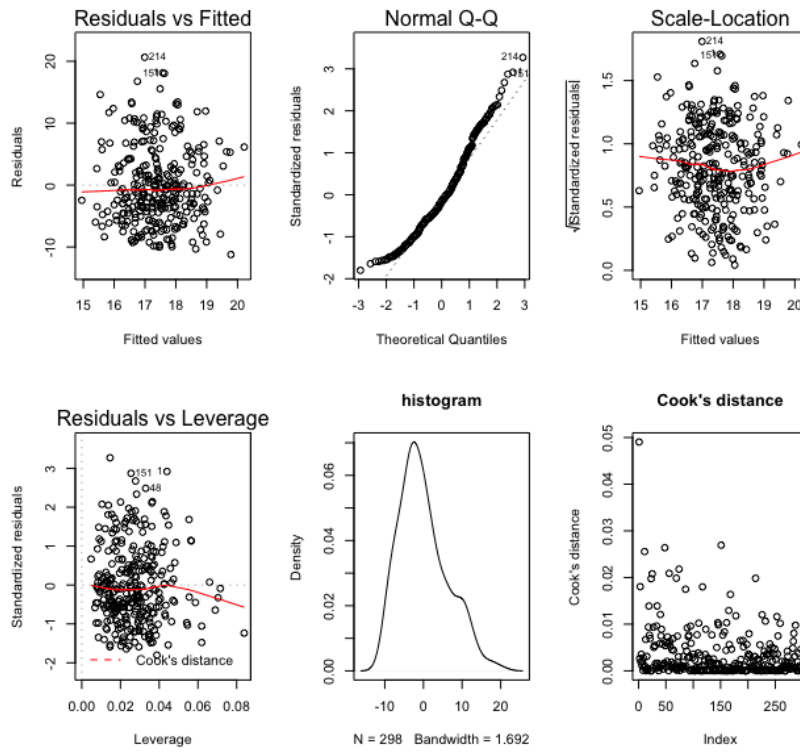 Residuals vs Fitted
Residuals
20
10
0
-10
214
151
15 16 17 18 19 20
Fitted values
Normal Q-Q
Standardized residuals
3
2
1
0
-1
-2
214
151
-3 -2 -1 0 1 2 3
Theoretical Quantiles
Scale-Location
√|Standardized residuals|
1.5
1.0
0.5
0.0
214
151
15 16 17 18 19 20
Fitted values
Residuals vs Leverage
Standardized residuals
3
2
1
0
-1
-2
151
1
48
Cook's distance
0.00 0.02 0.04 0.06 0.08
Leverage
histogram
Density
0.06
0.04
0.02
0.00
-10 0 10 20
N = 298 Bandwidth = 1.692
Cook's distance
Cook's distance
0.05
0.04
0.03
0.02
0.01
0.00
0 50 150 250
Index